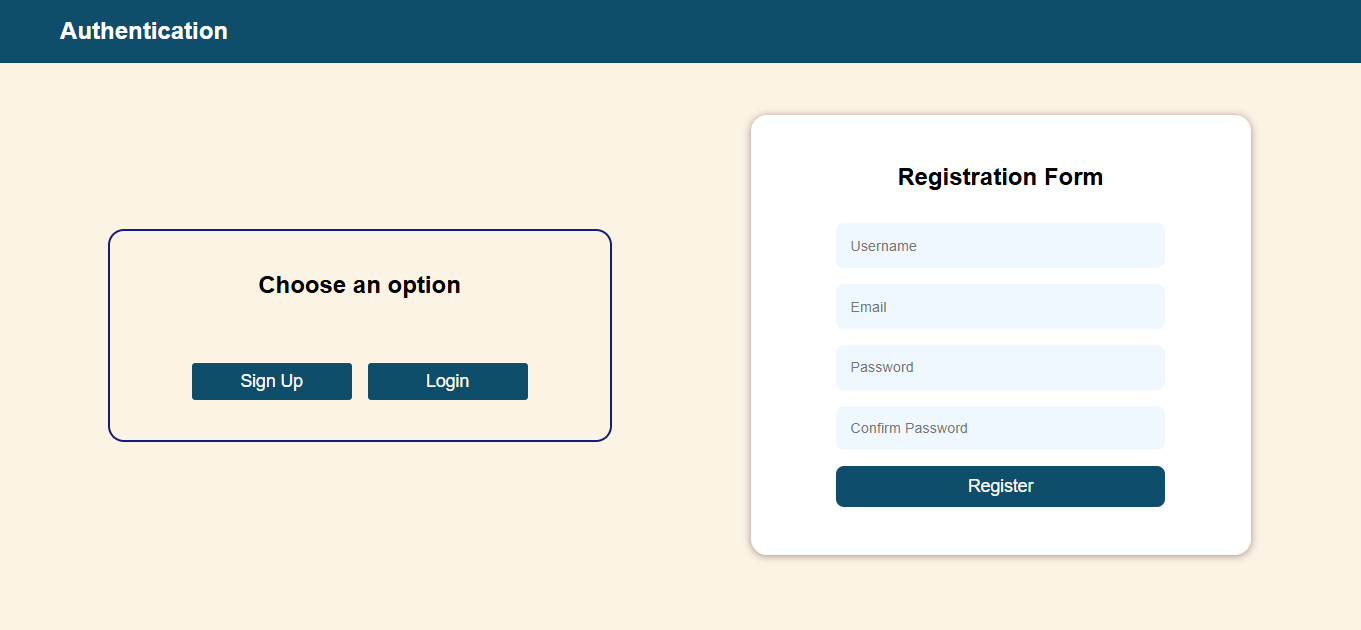 Authentication
Choose an option
Sign Up
Login
Registration Form
Username
Email
Password
Confirm Password
Register